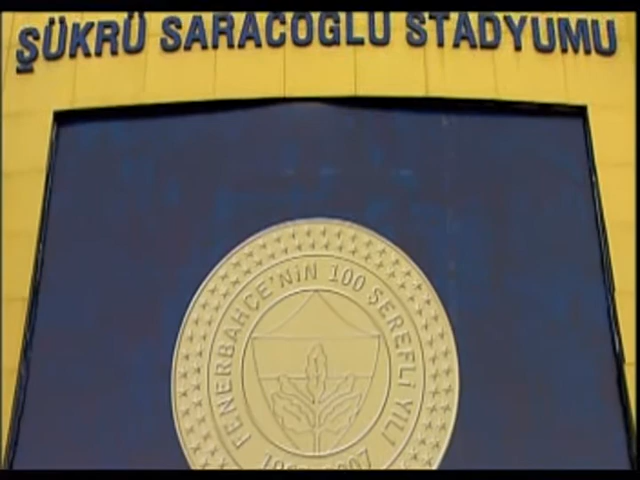 ŞÜKRÜ SARACOĞLU STADYUMU
FENERBAHÇE'NİN 100 ŞEREFLİ YILI